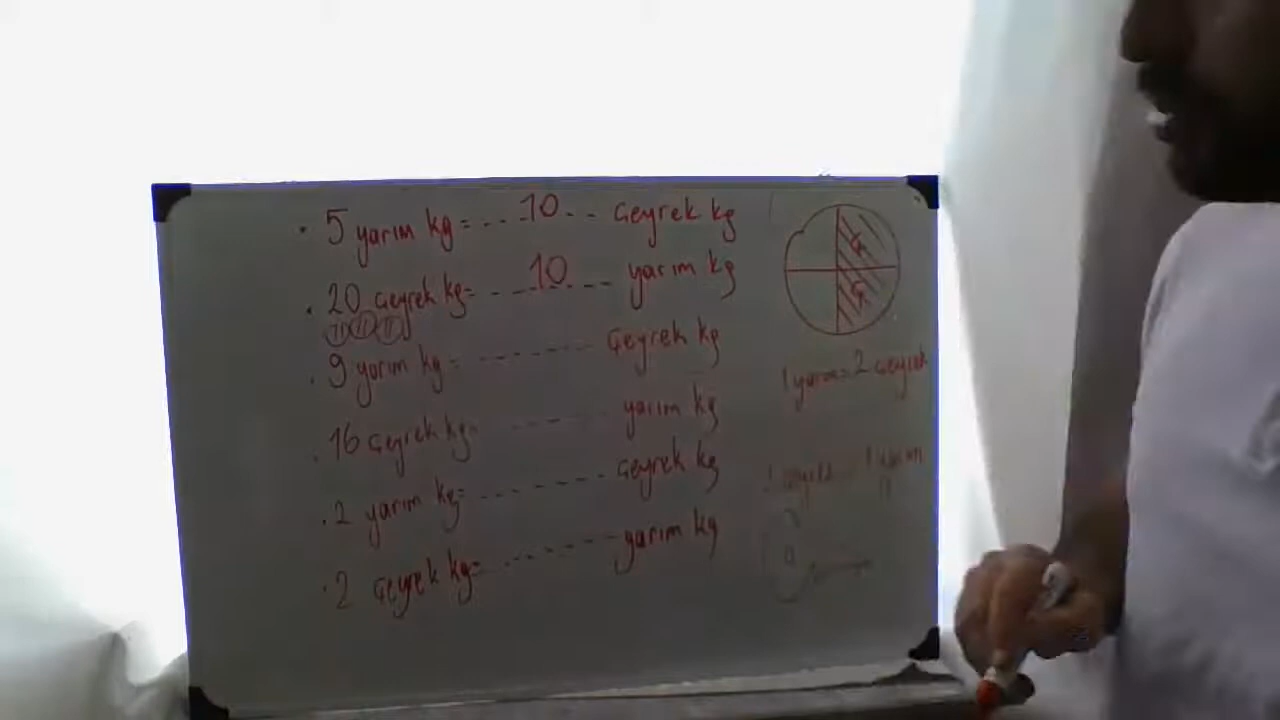 . 5 yarım kg= ... 10 .. Çeyrek kg
. 20 Çeyrek kg= ... 10 ... yarım kg
. 9 yarım kg= ....... Çeyrek kg
. 16 Çeyrek kg= ..... yarım kg
. 2 yarım kg= ....... Çeyrek kg
. 2 Çeyrek kg= ....... yarım kg
Ç
Ç
1 yarım=2 Çeyrek
yarım